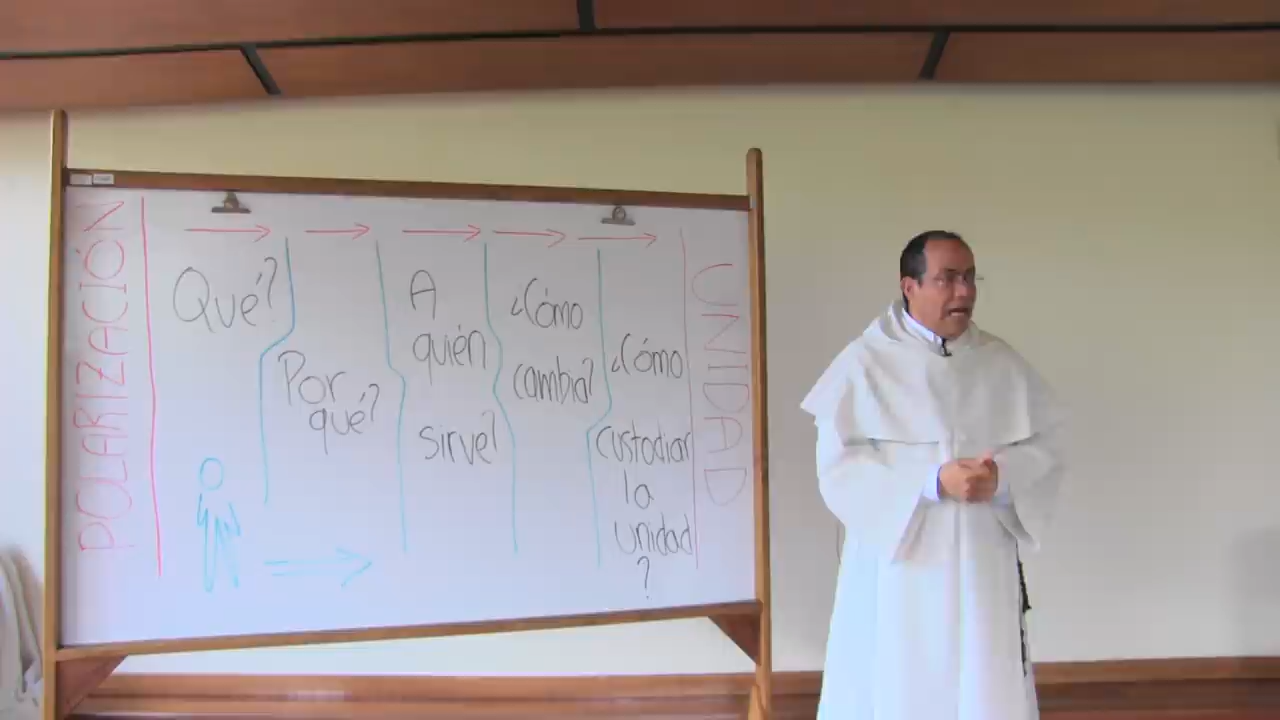 POLARIZACIÓN
Qué?
Por
qué?
A
quién
sirve?
¿Cómo
cambia?
¿Cómo
custodiar
la
unidad
?
UNIDAD